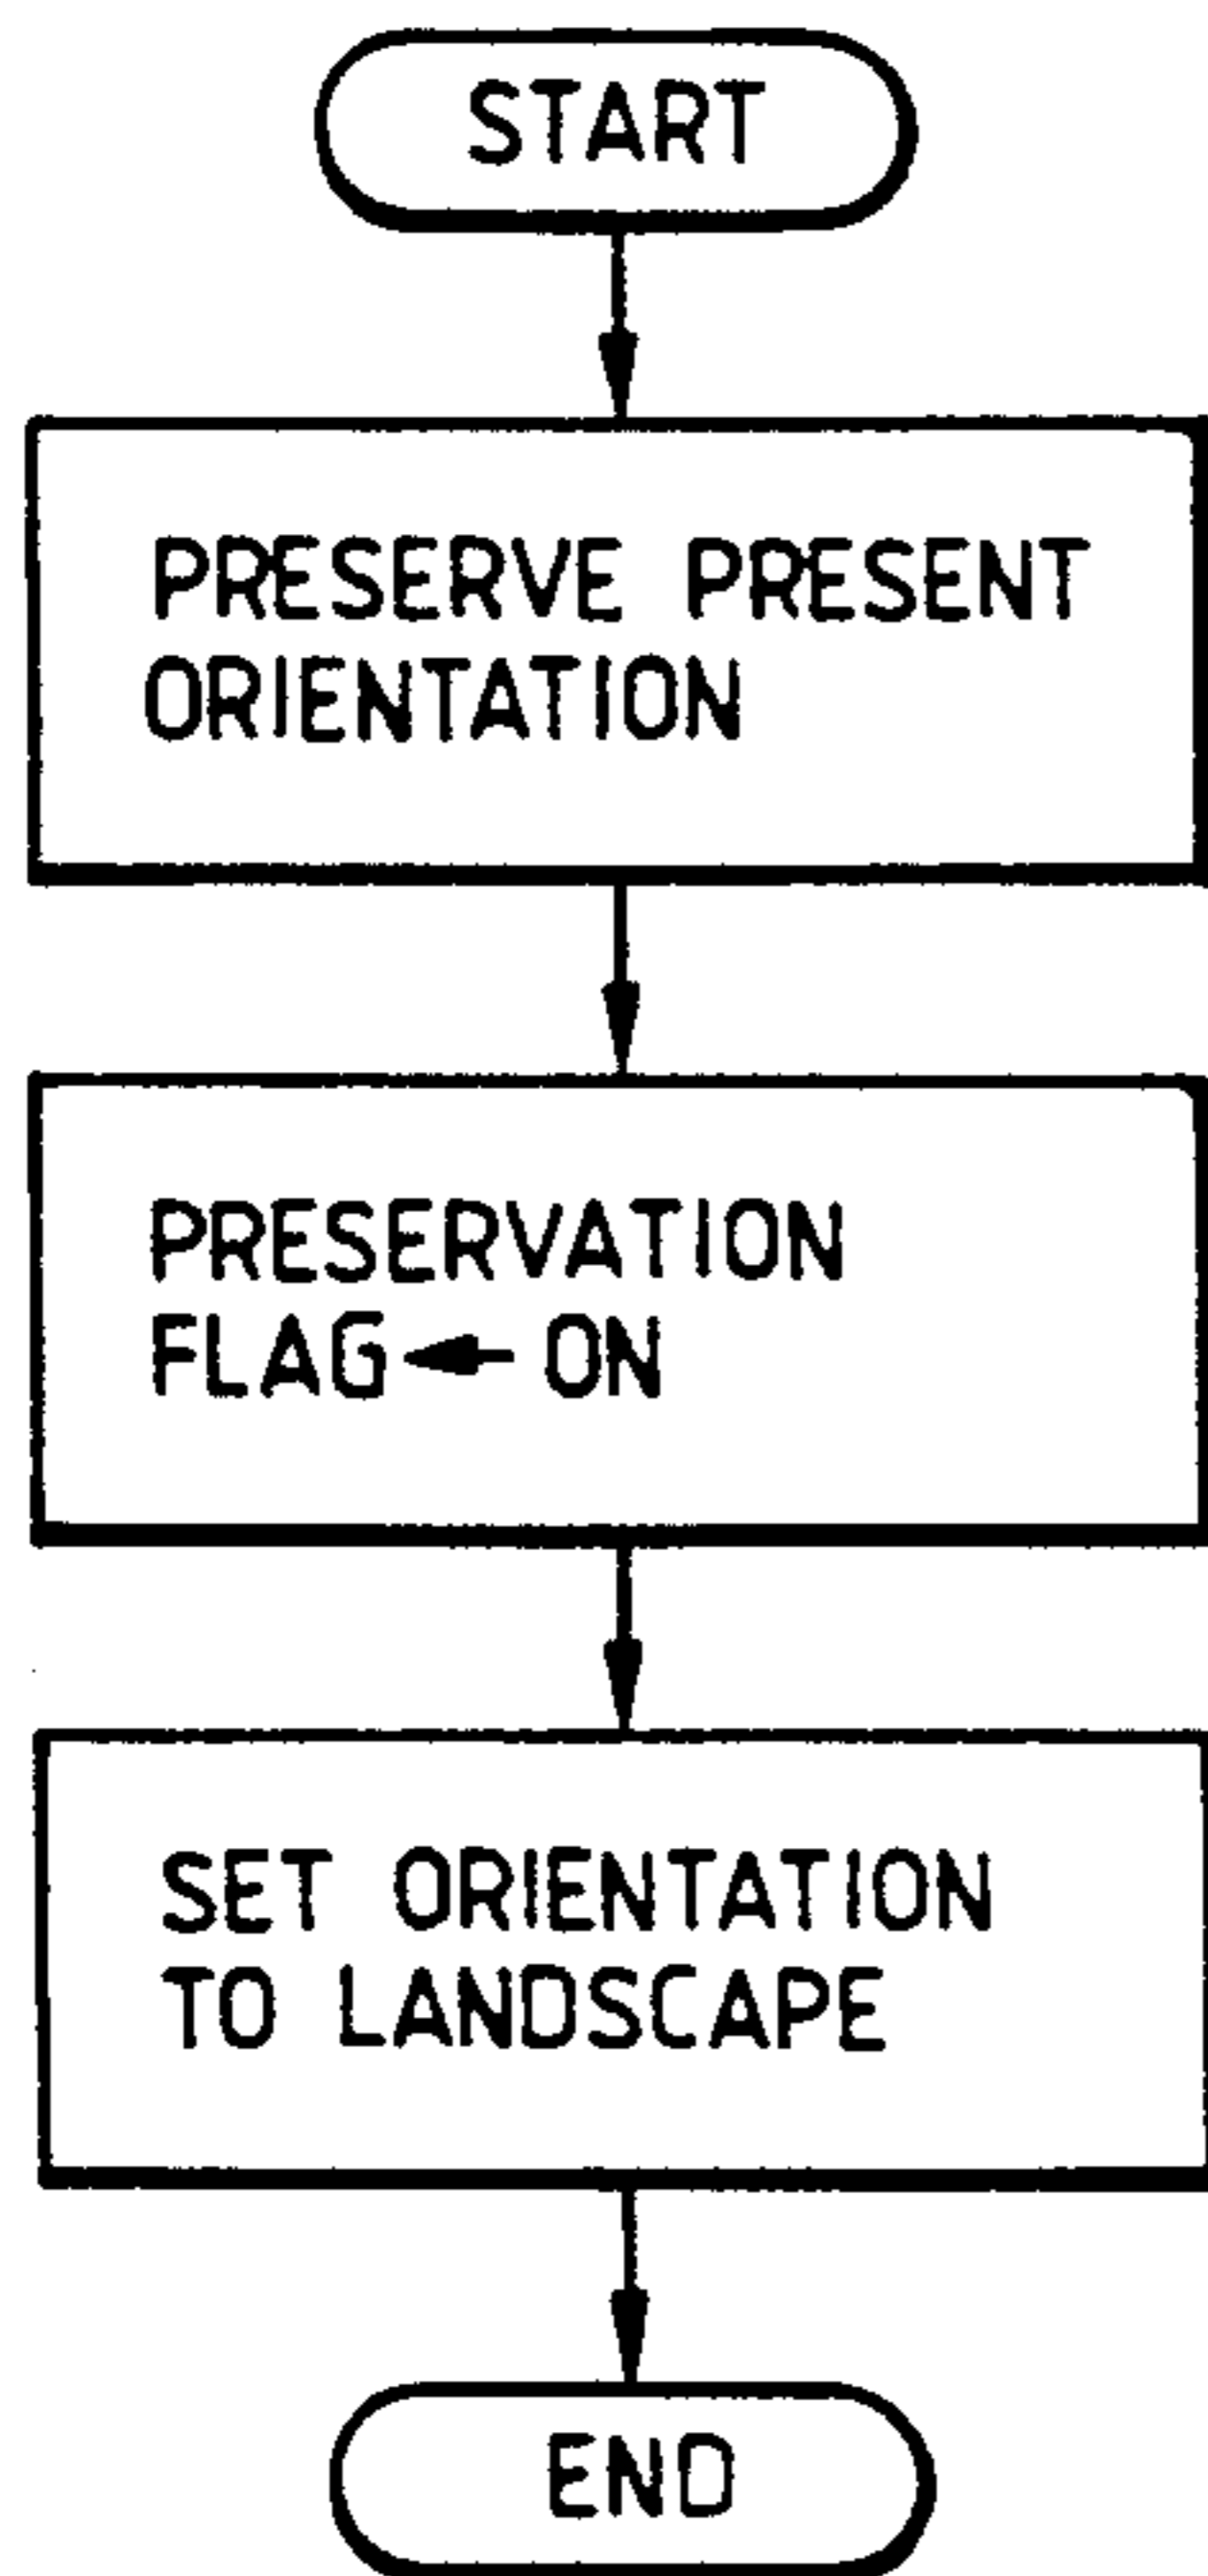 START
PRESERVE PRESENT
ORIENTATION
PRESERVATION
FLAG ← ON
SET ORIENTATION
TO LANDSCAPE
END